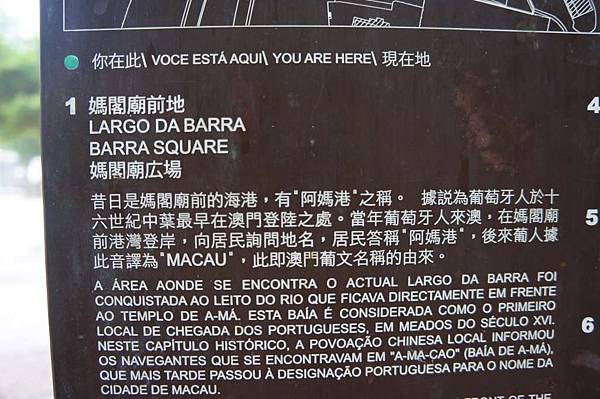 你在此\ VOCE ESTÁ AQUI\ YOU ARE HERE\ 現在地
1 媽閣廟前地
LARGO DA BARRA
BARRA SQUARE
媽閣廟広場
昔日是媽閣廟前的海港，有"阿媽港"之稱。 據説為葡萄牙人於十
六世紀中葉最早在澳門登陸之處。當年葡萄牙人來澳，在媽閣廟
前港灣登岸，向居民詢問地名，居民答稱"阿媽港"，後來葡人據
此音譯為"MACAU"，此即澳門葡文名稱的由來。
A ÁREA AONDE SE ENCONTRA O ACTUAL LARGO DA BARRA FOI
CONQUISTADA AO LEITO DO RIO QUE FICAVA DIRECTAMENTE EM FRENTE
AO TEMPLO DE A-MÁ. ESTA BAÍA É CONSIDERADA COMO O PRIMEIRO
LOCAL DE CHEGADA DOS PORTUGUESES, EM MEADOS DO SÉCULO XVI.
NESTE CAPÍTULO HISTÓRICO, A POVOAÇÃO CHINESA LOCAL INFORMOU
OS NAVEGANTES QUE SE ENCONTRAVAM EM "A-MA-CAO" (BAÍA DE A-MÁ),
QUE MAIS TARDE PASSOU À DESIGNAÇÃO PORTUGUESA PARA O NOME DA
CIDADE DE MACAU.
FRONT OF THE
4
5
6